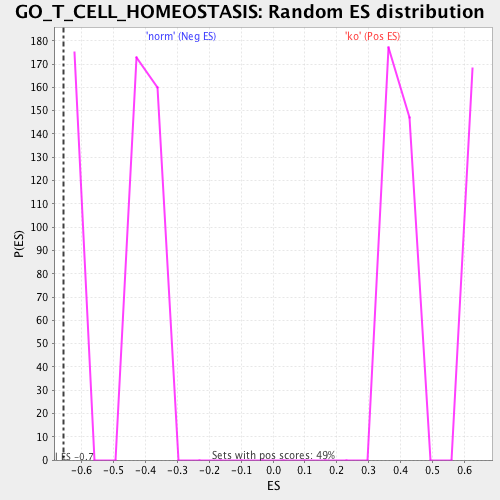 GO_T_CELL_HOMEOSTASIS: Random ES distribution
'norm' (Neg ES)
'ko' (Pos ES)
180
170
160
150
140
130
120
110
100
90
80
70
60
50
40
30
20
10
0
P(ES)
ES −0.7
Sets with pos scores: 49%
−0.6 −0.5 −0.4 −0.3 −0.2 −0.1 0.0 0.1 0.2 0.3 0.4 0.5 0.6
ES